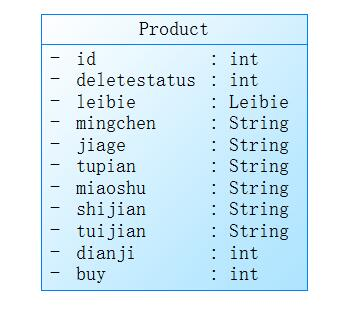 Product
- id : int
- deletestatus : int
- leibie : Leibie
- mingchen : String
- jiage : String
- tupian : String
- miaoshu : String
- shijian : String
- tuijian : String
- dianji : int
- buy : int